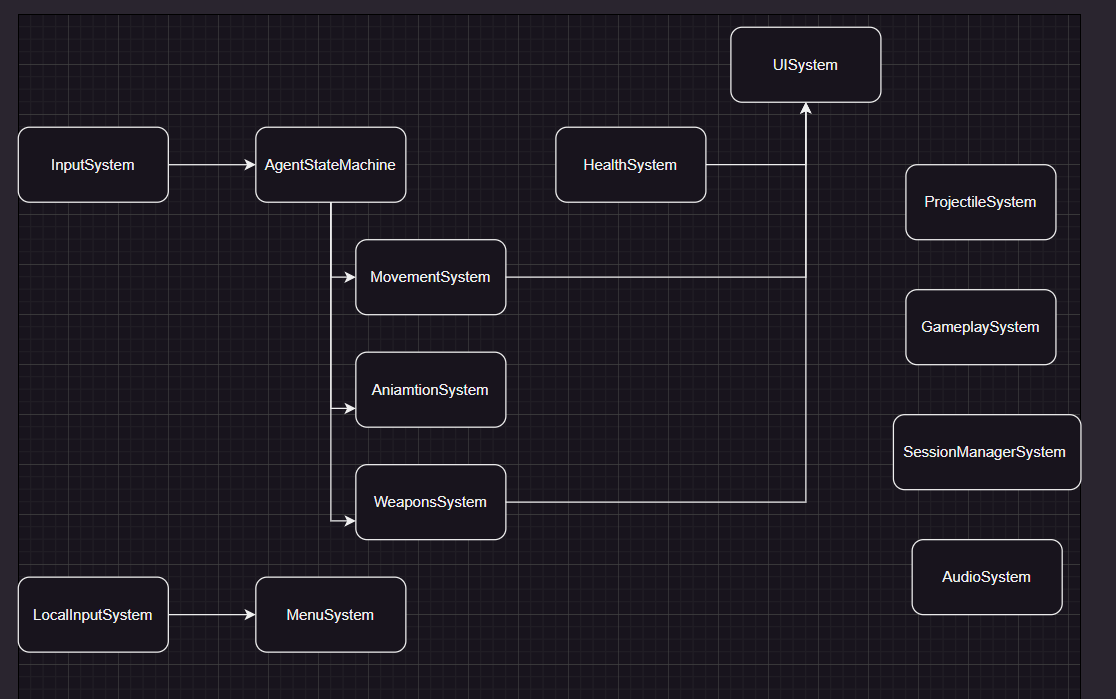 UISystem
InputSystem
AgentStateMachine
HealthSystem
ProjectileSystem
MovementSystem
GameplaySystem
AniamtionSystem
SessionManagerSystem
WeaponsSystem
AudioSystem
LocalInputSystem
MenuSystem